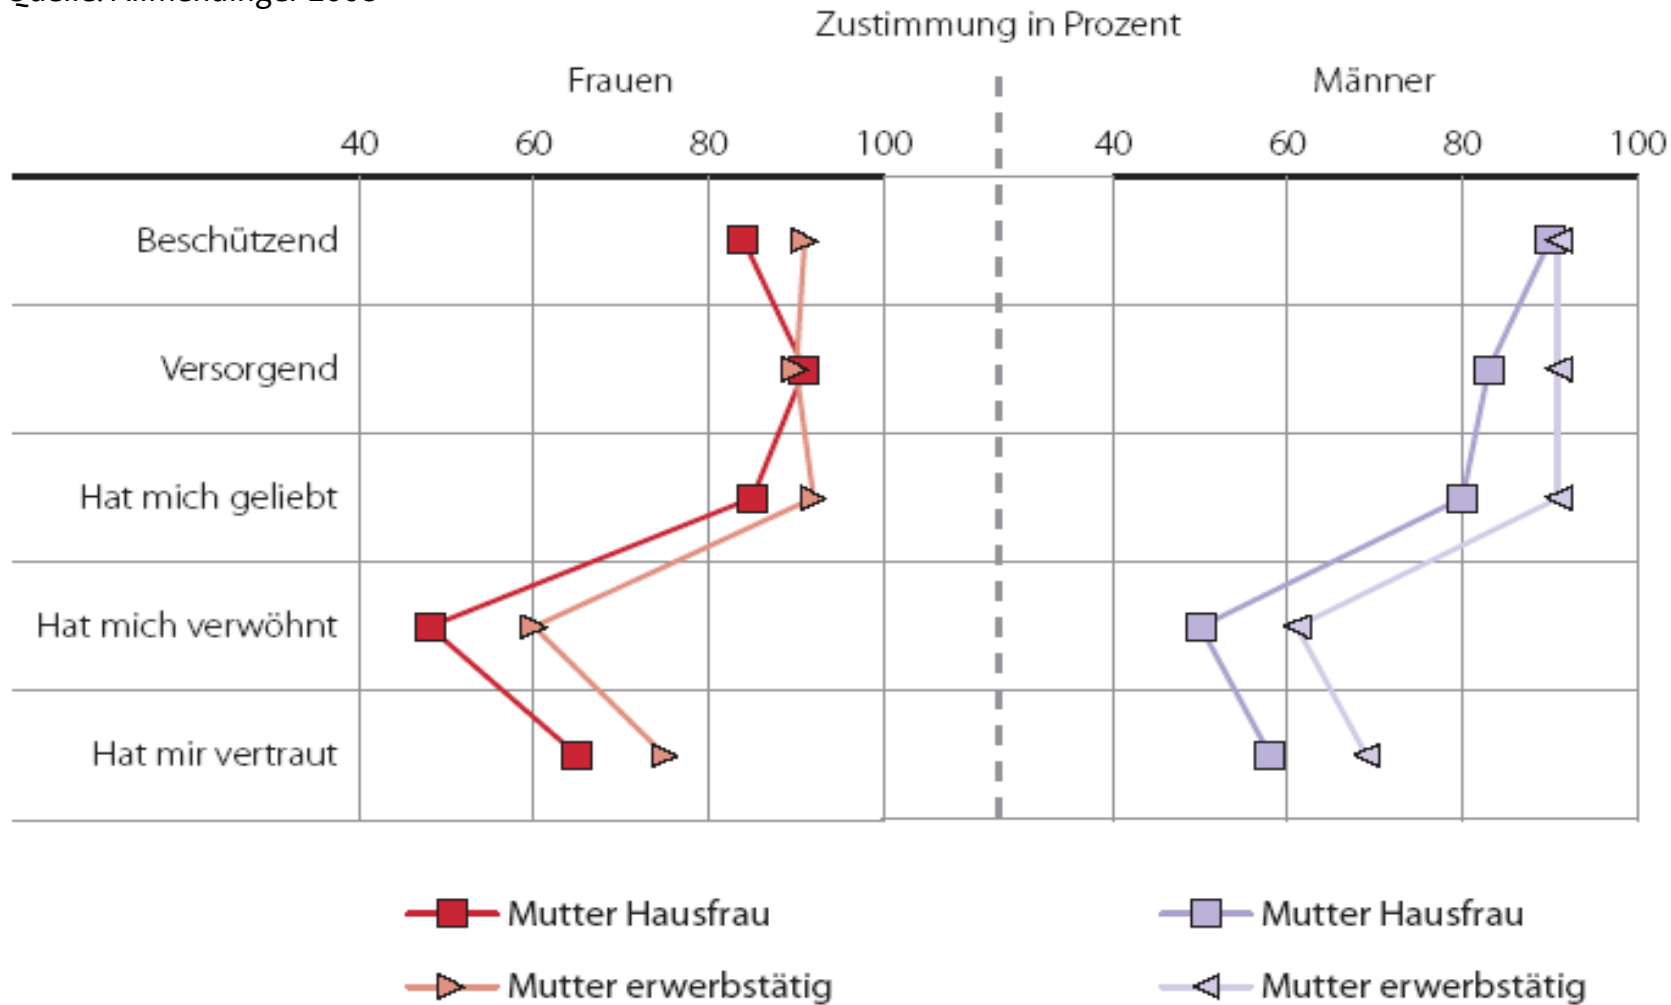 Zustimmung in Prozent
Frauen Männer
40 60 80 100 40 60 80 100
Beschützend
Versorgend
Hat mich geliebt
Hat mich verwöhnt
Hat mir vertraut
Mutter Hausfrau Mutter Hausfrau
Mutter erwerbstätig Mutter erwerbstätig